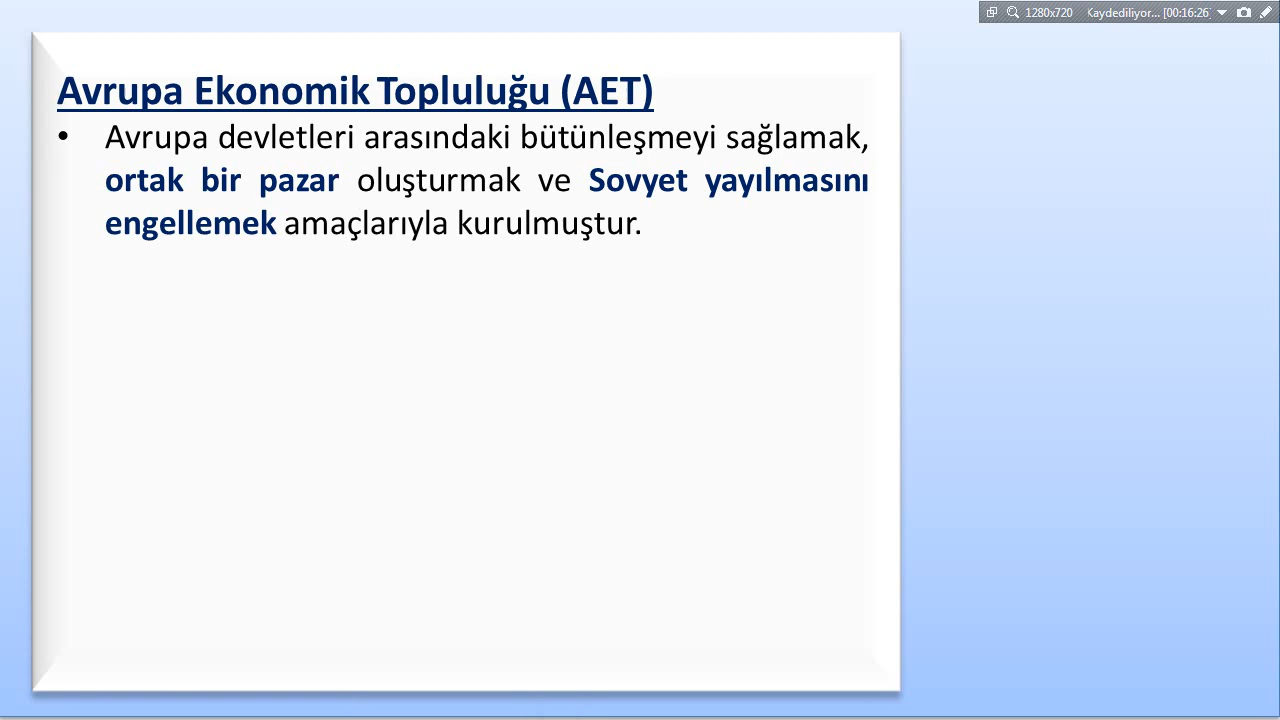 1280x720 Kaydediliyor... [00:16:26]
Avrupa Ekonomik Topluluğu (AET)
• Avrupa devletleri arasındaki bütünleşmeyi sağlamak,
ortak bir pazar oluşturmak ve Sovyet yayılmasını
engellemek amaçlarıyla kurulmuştur.